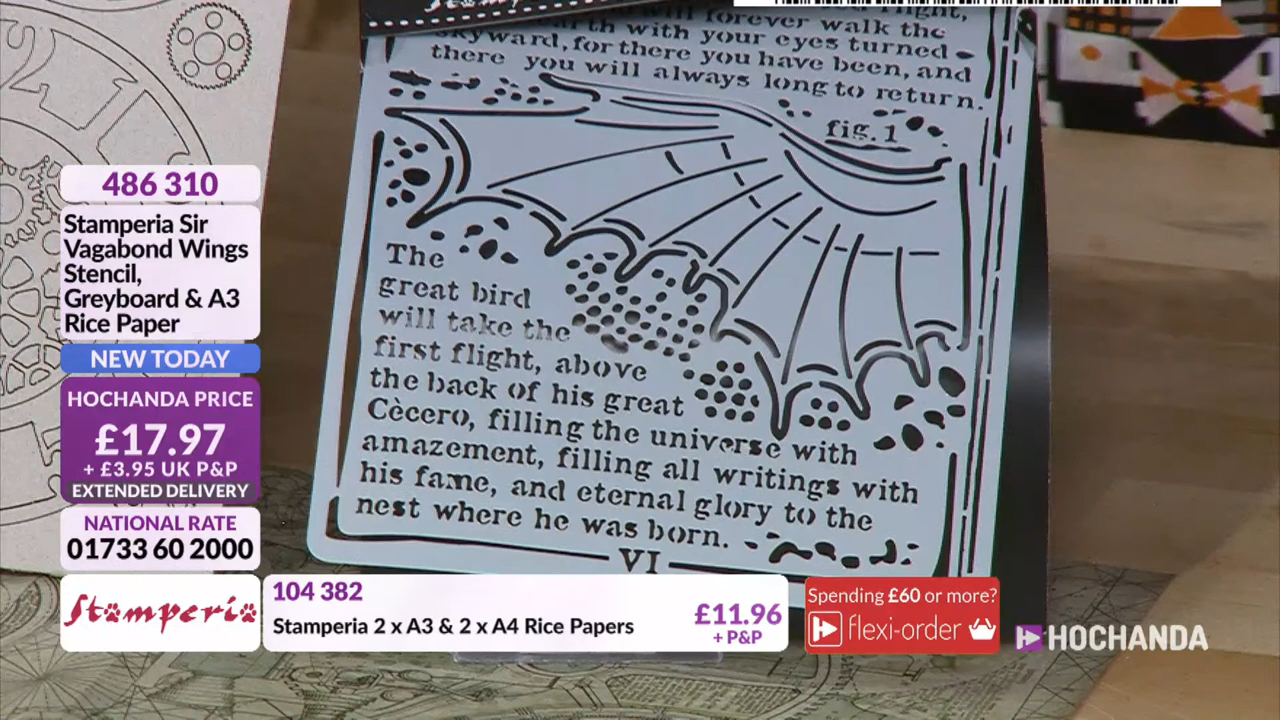 will forever walk the
earth with your eyes turned
skyward, for there you have been, and
there you will always long to return.
fig. 1
The
great bird
will take the
first flight, above
the back of his great
Cècero, filling the universe with
amazement, filling all writings with
his fame, and eternal glory to the
nest where he was born.
VI
486 310
Stamperia Sir
Vagabond Wings
Stencil,
Greyboard & A3
Rice Paper
NEW TODAY
HOCHANDA PRICE
£17.97
+ £3.95 UK P&P
EXTENDED DELIVERY
NATIONAL RATE
01733 60 2000
Stamperia
104 382
Stamperia 2 x A3 & 2 x A4 Rice Papers
£11.96
+ P&P
Spending £60 or more?
flexi-order
HOCHANDA